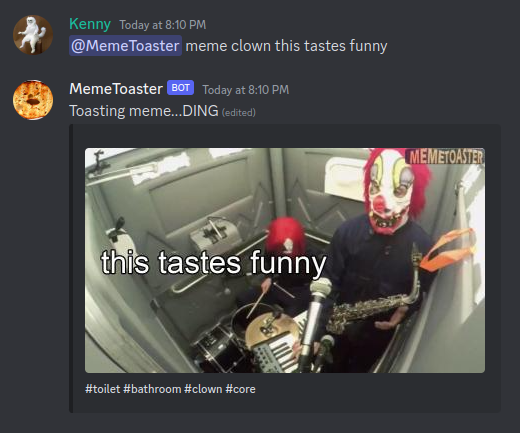 Kenny Today at 8:10 PM
@MemeToaster meme clown this tastes funny
MemeToaster BOT Today at 8:10 PM
Toasting meme...DING (edited)
MEMETOASTER
this tastes funny
#toilet #bathroom #clown #core